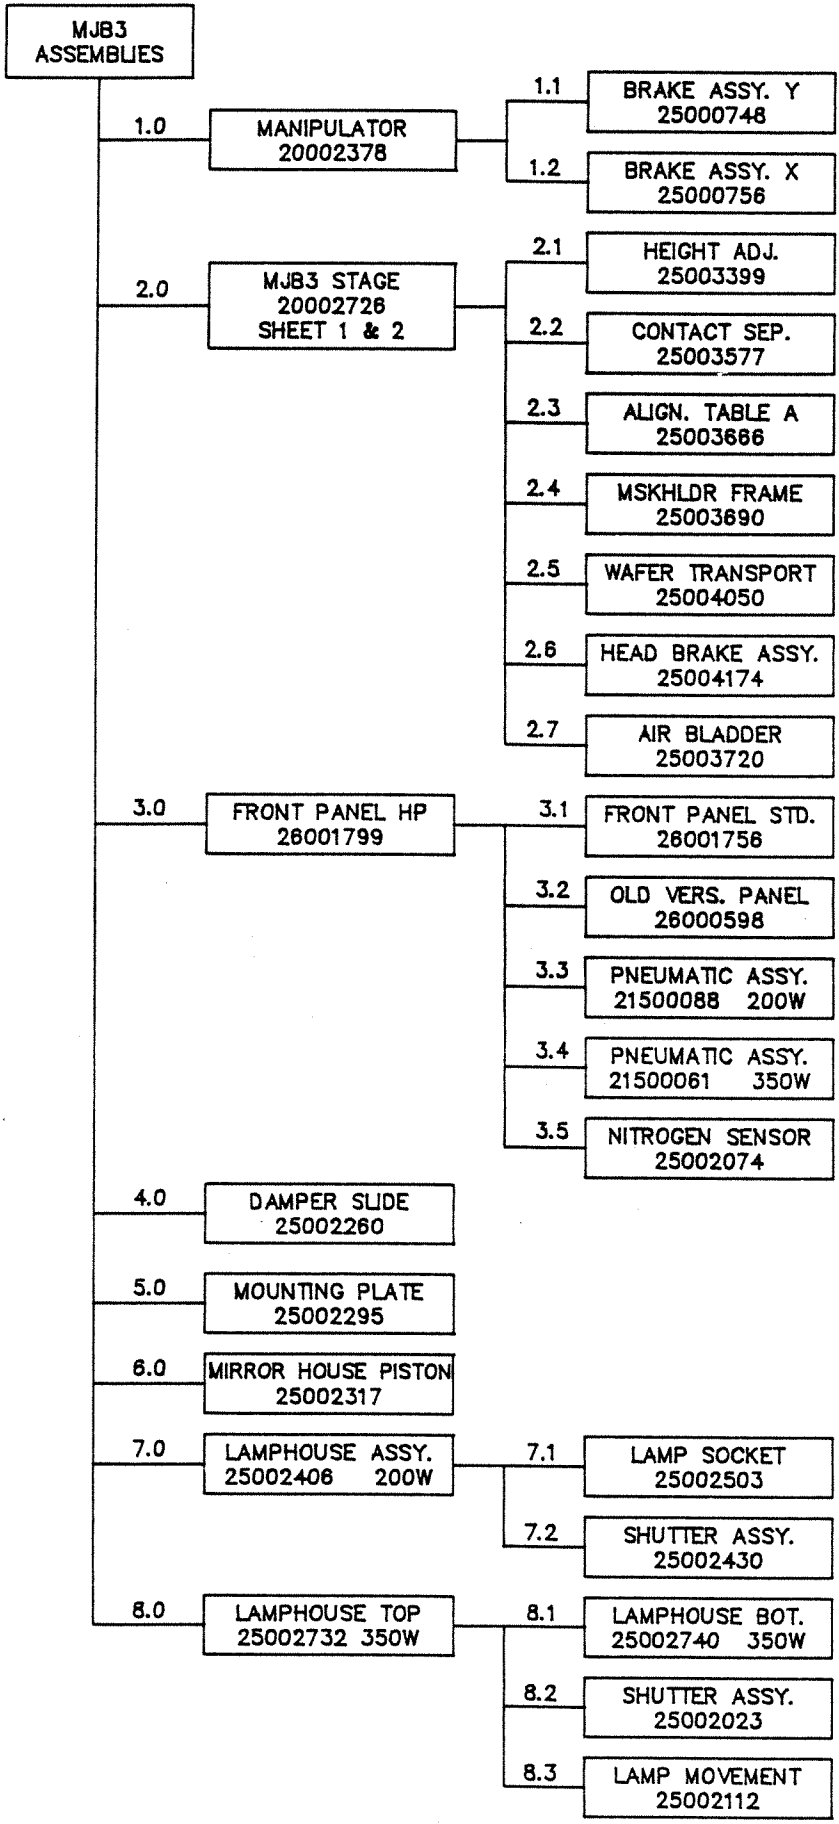 MJB3
ASSEMBLIES
1.0
MANIPULATOR
20002378
1.1
BRAKE ASSY. Y
25000748
1.2
BRAKE ASSY. X
25000756
2.0
MJB3 STAGE
20002726
SHEET 1 & 2
2.1
HEIGHT ADJ.
25003399
2.2
CONTACT SEP.
25003577
2.3
ALIGN. TABLE A
25003666
2.4
MSKHLDR FRAME
25003690
2.5
WAFER TRANSPORT
25004050
2.6
HEAD BRAKE ASSY.
25004174
2.7
AIR BLADDER
25003720
3.0
FRONT PANEL HP
26001799
3.1
FRONT PANEL STD.
26001756
3.2
OLD VERS. PANEL
26000598
3.3
PNEUMATIC ASSY.
21500088 200W
3.4
PNEUMATIC ASSY.
21500061 350W
3.5
NITROGEN SENSOR
25002074
4.0
DAMPER SLIDE
25002260
5.0
MOUNTING PLATE
25002295
6.0
MIRROR HOUSE PISTON
25002317
7.0
LAMPHOUSE ASSY.
25002406 200W
7.1
LAMP SOCKET
25002503
7.2
SHUTTER ASSY.
25002430
8.0
LAMPHOUSE TOP
25002732 350W
8.1
LAMPHOUSE BOT.
25002740 350W
8.2
SHUTTER ASSY.
25002023
8.3
LAMP MOVEMENT
25002112